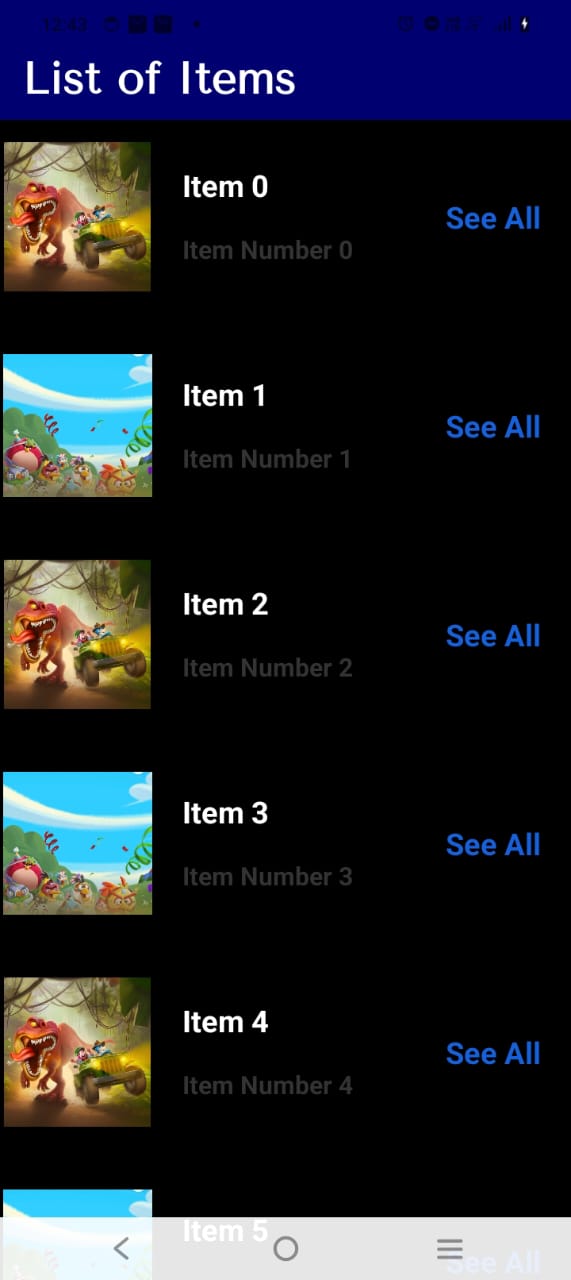 12:43
List of Items
Item 0
See All
Item Number 0
Item 1
See All
Item Number 1
Item 2
See All
Item Number 2
Item 3
See All
Item Number 3
Item 4
See All
Item Number 4
Item 5
See All